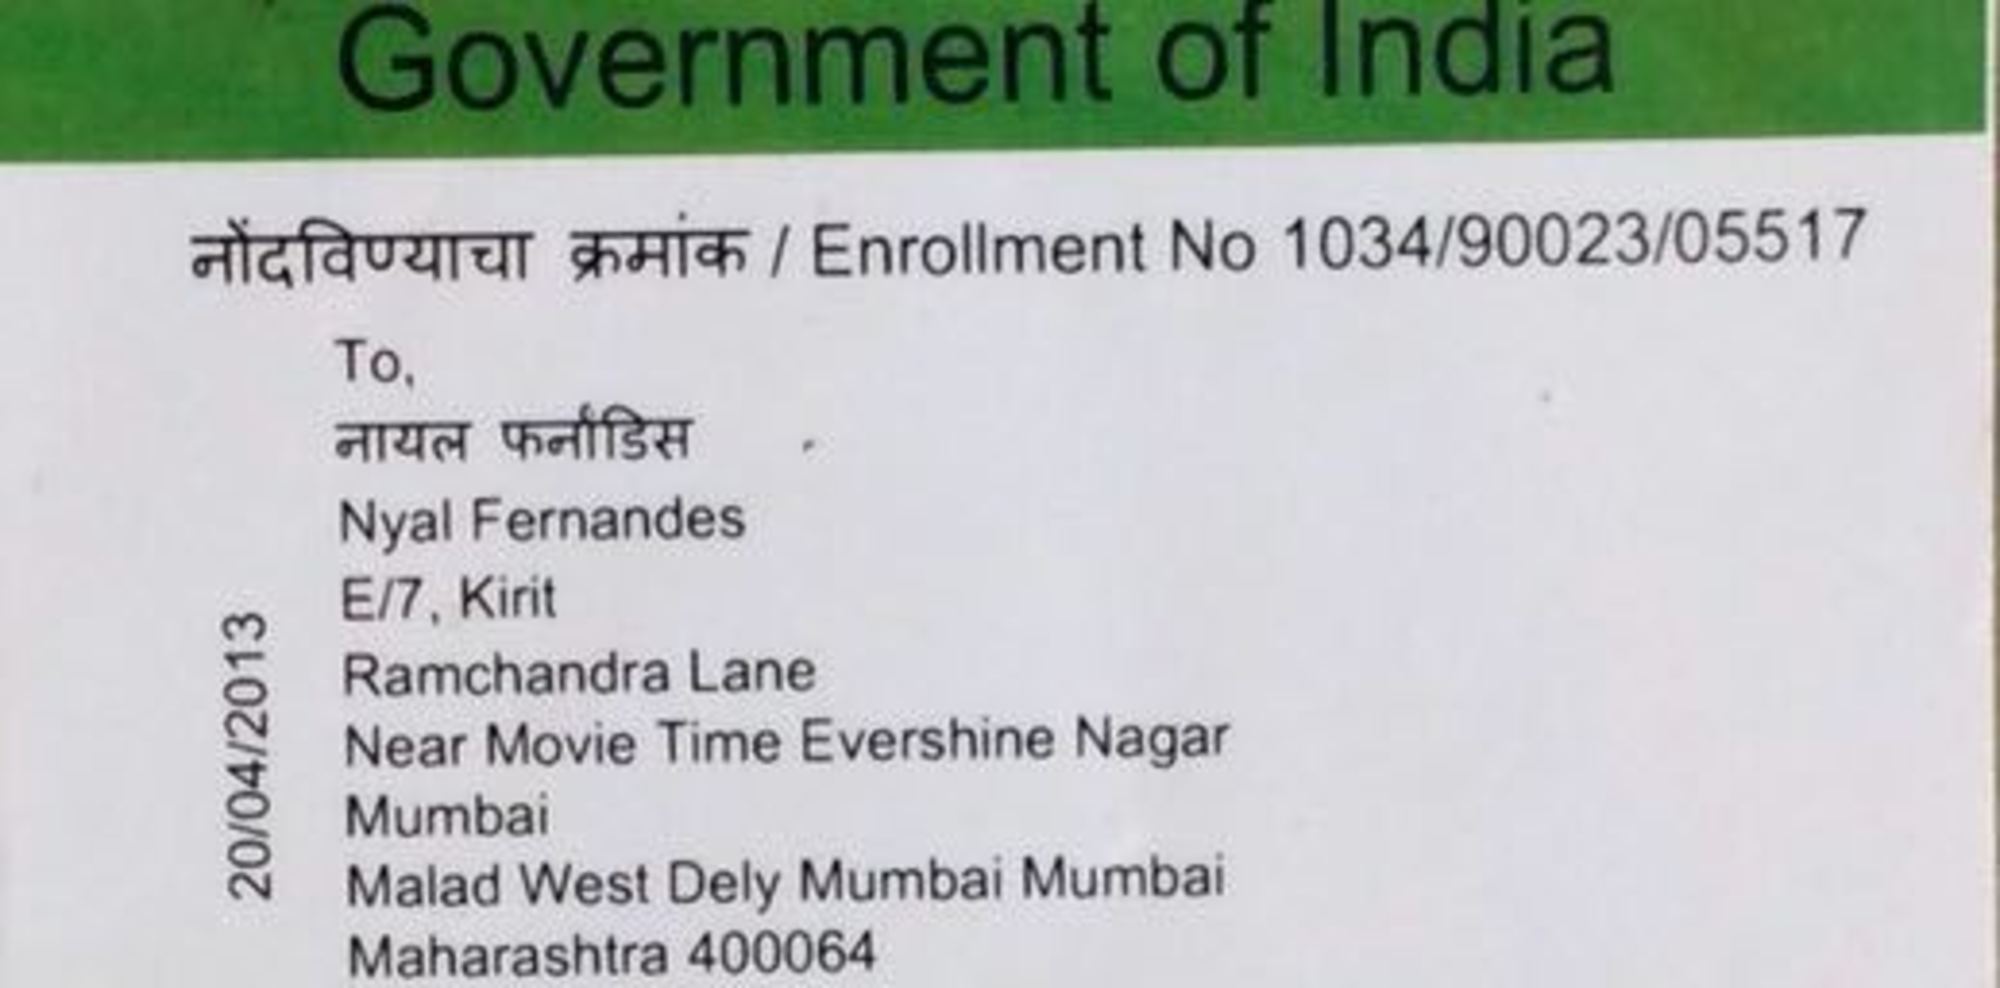 Government of India
नोंदविण्याचा क्रमांक / Enrollment No 1034/90023/05517
To,
नायल फर्नांडिस
Nyal Fernandes
E/7, Kirit
Ramchandra Lane
Near Movie Time Evershine Nagar
Mumbai
Malad West Dely Mumbai Mumbai
Maharashtra 400064
20/04/2013